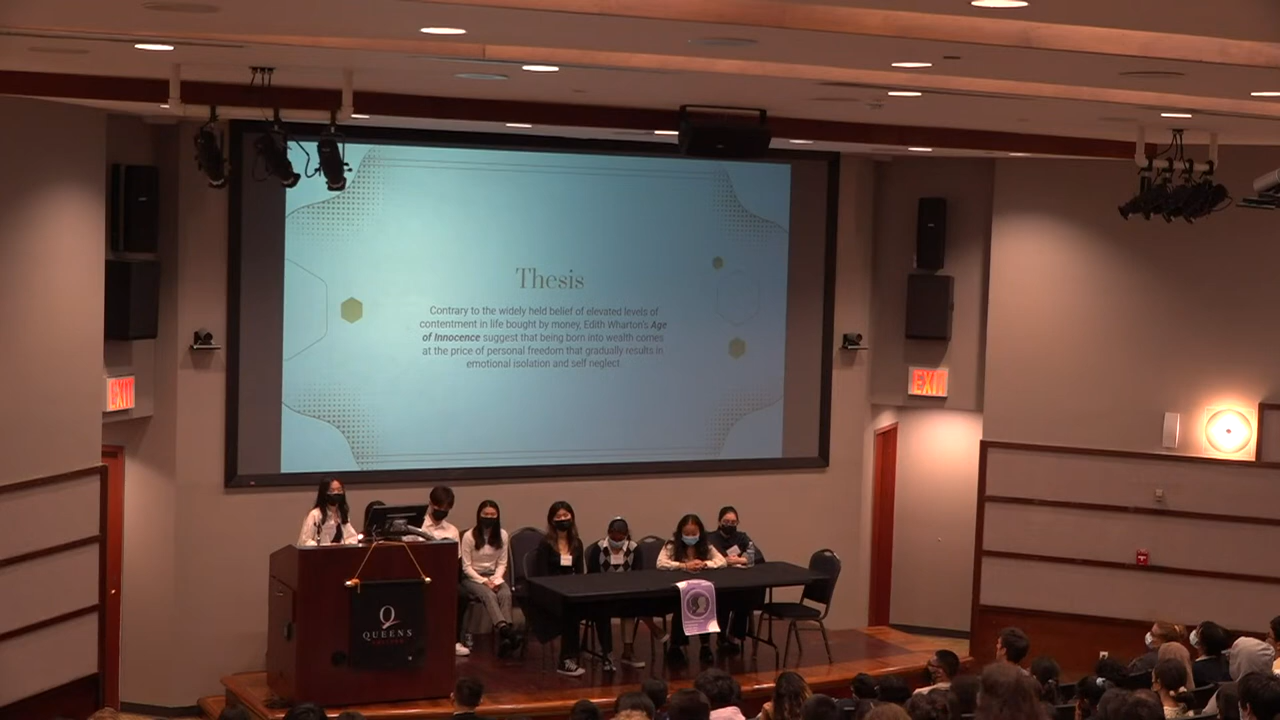 Thesis
Contrary to the widely held belief of elevated levels of
contentment in life bought by money, Edith Wharton's Age
of Innocence suggest that being born into wealth comes
at the price of personal freedom that gradually results in
emotional isolation and self neglect
EXIT
EXIT
Q
QUEENS
COLLEGE